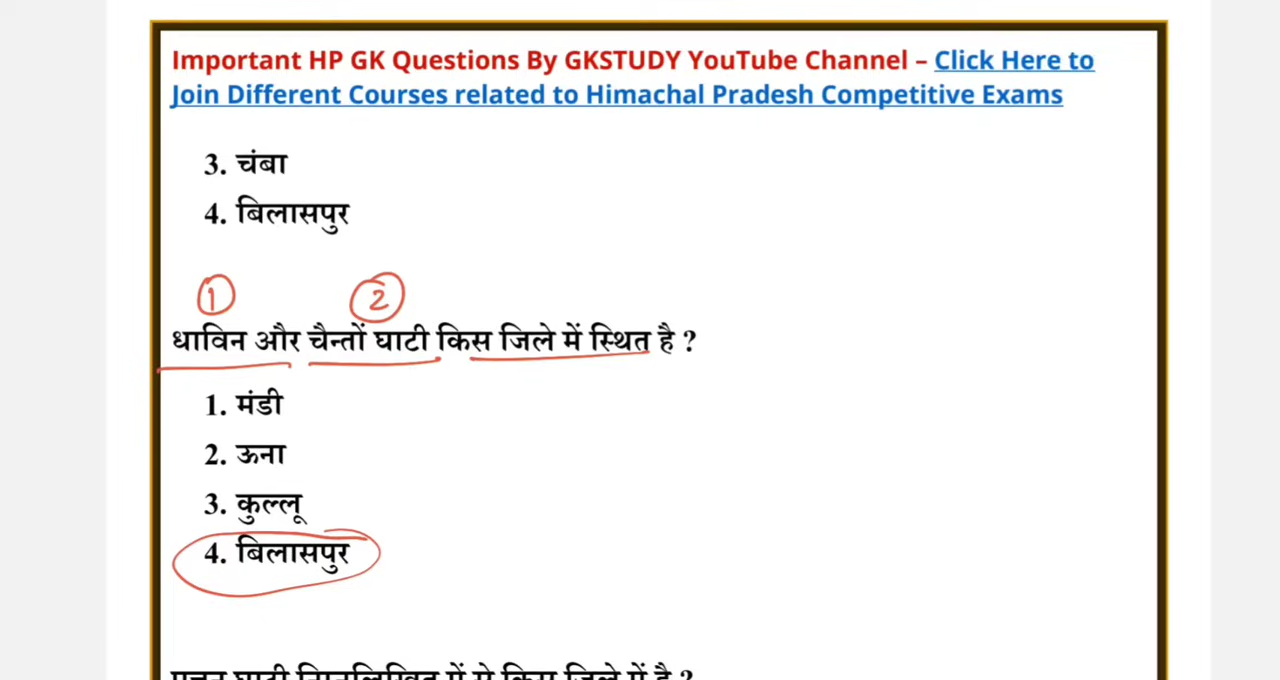 Important HP GK Questions By GKSTUDY YouTube Channel – Click Here to
Join Different Courses related to Himachal Pradesh Competitive Exams
3. चंबा
4. बिलासपुर
1 2
धाविन और चैन्तों घाटी किस जिले में स्थित है ?
1. मंडी
2. ऊना
3. कुल्लू
4. बिलासपुर
घाटी निम्नलिखित में से किस जिले में है ?